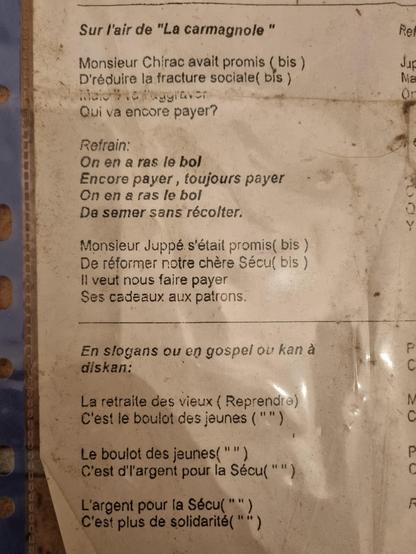 Sur l'air de "La carmagnole "
Monsieur Chirac avait promis ( bis )
D'réduire la fracture sociale( bis )
Qui va encore payer?
Refrain:
On en a ras le bol
Encore payer , toujours payer
On en a ras le bol
De semer sans récolter.
Monsieur Juppé s'était promis( bis )
De réformer notre chère Sécu( bis )
Il veut nous faire payer
Ses cadeaux aux patrons.
En slogans ou en gospel ou kan à
diskan:
La retraite des vieux ( Reprendre)
C'est le boulot des jeunes ( " " )
Le boulot des jeunes( " " )
C'est d'l'argent pour la Sécu( " " )
L'argent pour la Sécu( " " )
C'est plus de solidarité( " " )